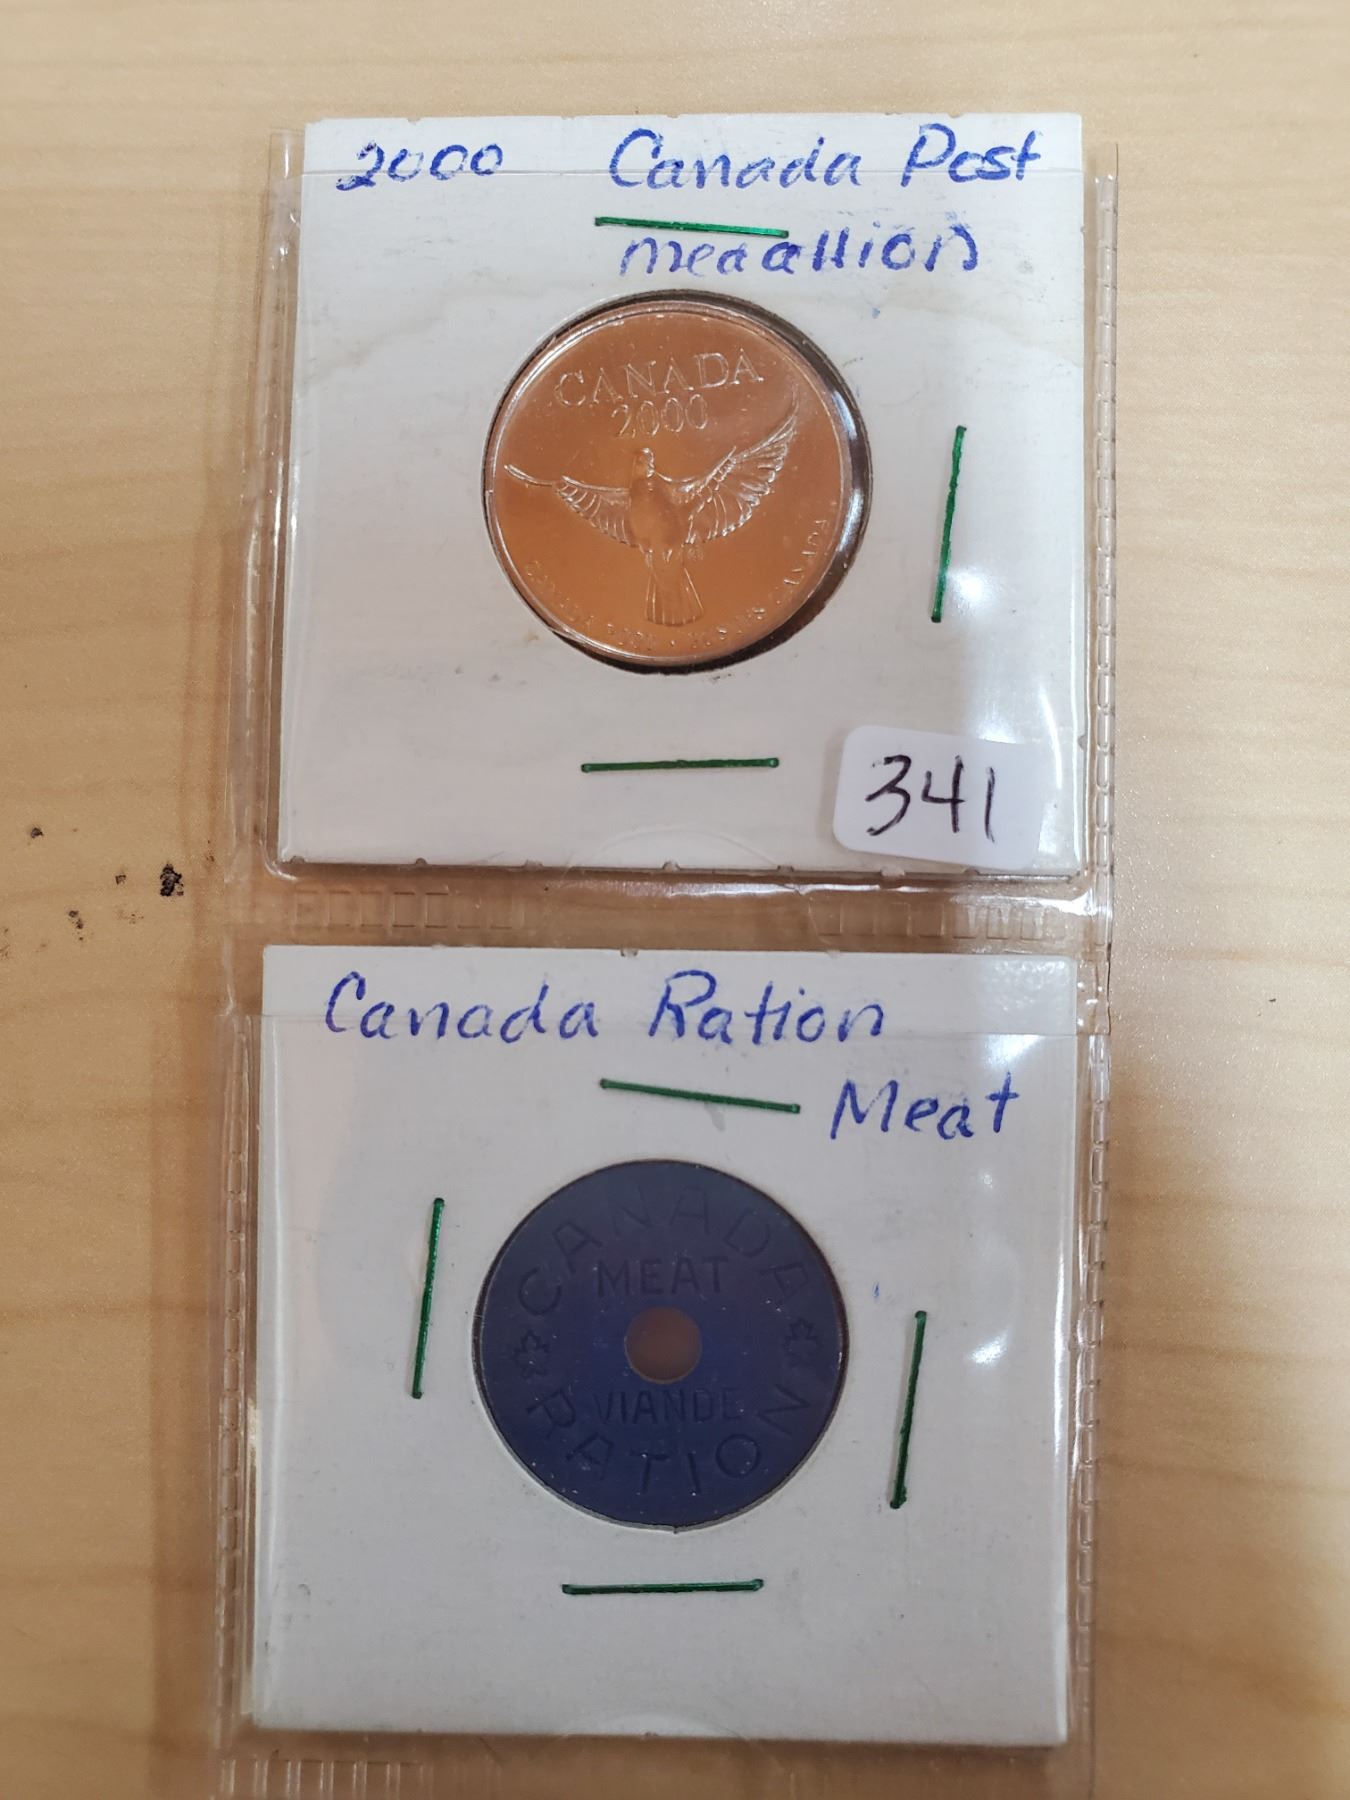 2000 Canada Post
medallion
CANADA
2000
CANADA POST • POSTES CANADA
341
Canada Ration
Meat
CANADA
MEAT
VIANDE
RATION